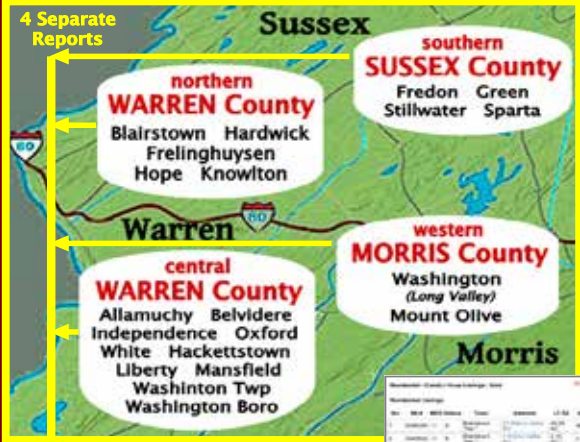 4 Separate
Reports
Sussex
southern
SUSSEX County
Fredon Green
Stillwater Sparta
northern
WARREN County
Blairstown Hardwick
Frelinghuysen
Hope Knowlton
80
80
Warren
western
MORRIS County
Washington
(Long Valley)
Mount Olive
central
WARREN County
Allamuchy Belvidere
Independence Oxford
White Hackettstown
Liberty Mansfield
Washinton Twp
Washington Boro
Morris